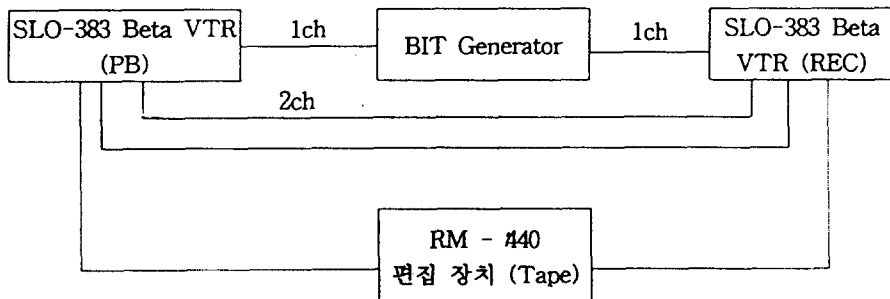 SLO-383 Beta VTR
(PB)
1ch
BIT Generator
1ch
SLO-383 Beta
VTR (REC)
2ch
RM - 440
편집 장치 (Tape)